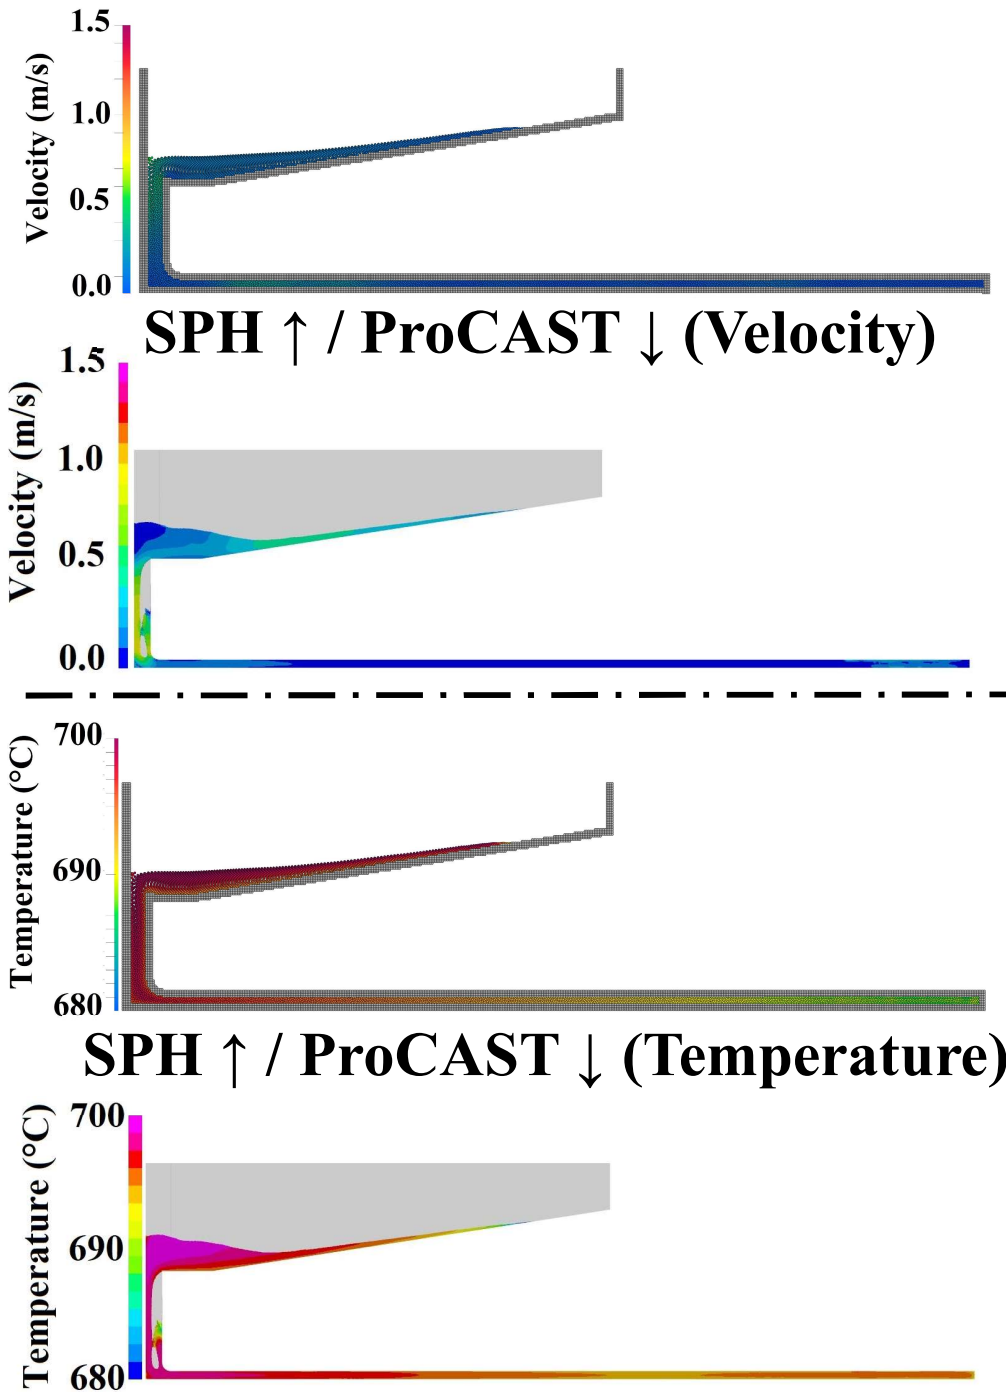 1.5
Velocity (m/s)
1.0
0.5
0.0
SPH ↑ / ProCAST ↓ (Velocity)
1.5
Velocity (m/s)
1.0
0.5
0.0
700
Temperature (°C)
690
680
SPH ↑ / ProCAST ↓ (Temperature)
700
Temperature (°C)
690
680